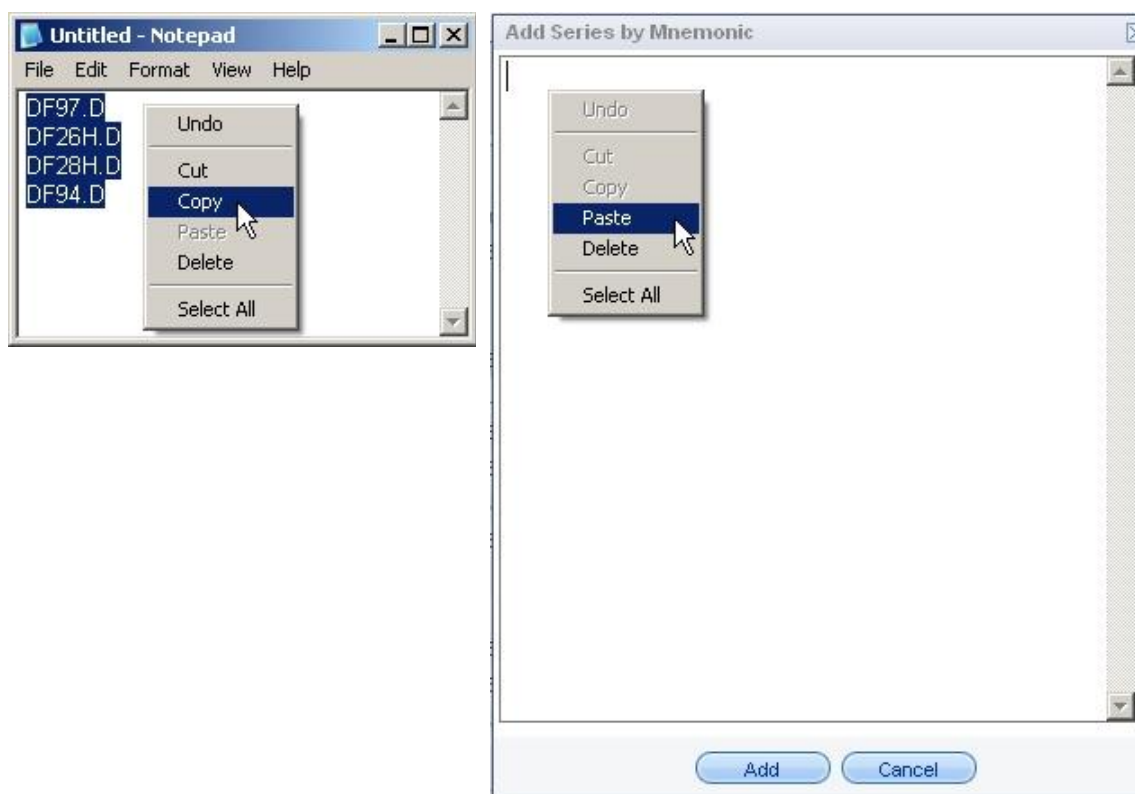 Untitled - Notepad
File Edit Format View Help
DF97.D
DF26H.D
DF28H.D
DF94.D
Undo
Cut
Copy
Paste
Delete
Select All
Add Series by Mnemonic
Undo
Cut
Copy
Paste
Delete
Select All
Add Cancel